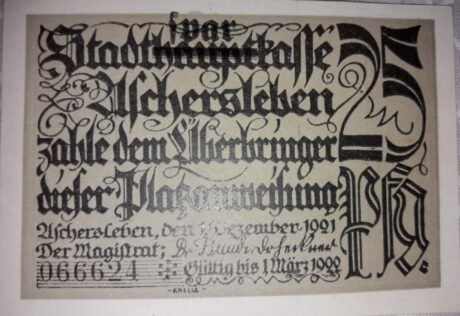 spar
Stadthauptkasse
Aschersleben
zahle dem Überbringer
dieser Platzanweisung
25 Pfg.
Aschersleben, den Dezember 1921
Der Magistrat;
066624 Gültig bis 1. März 1922